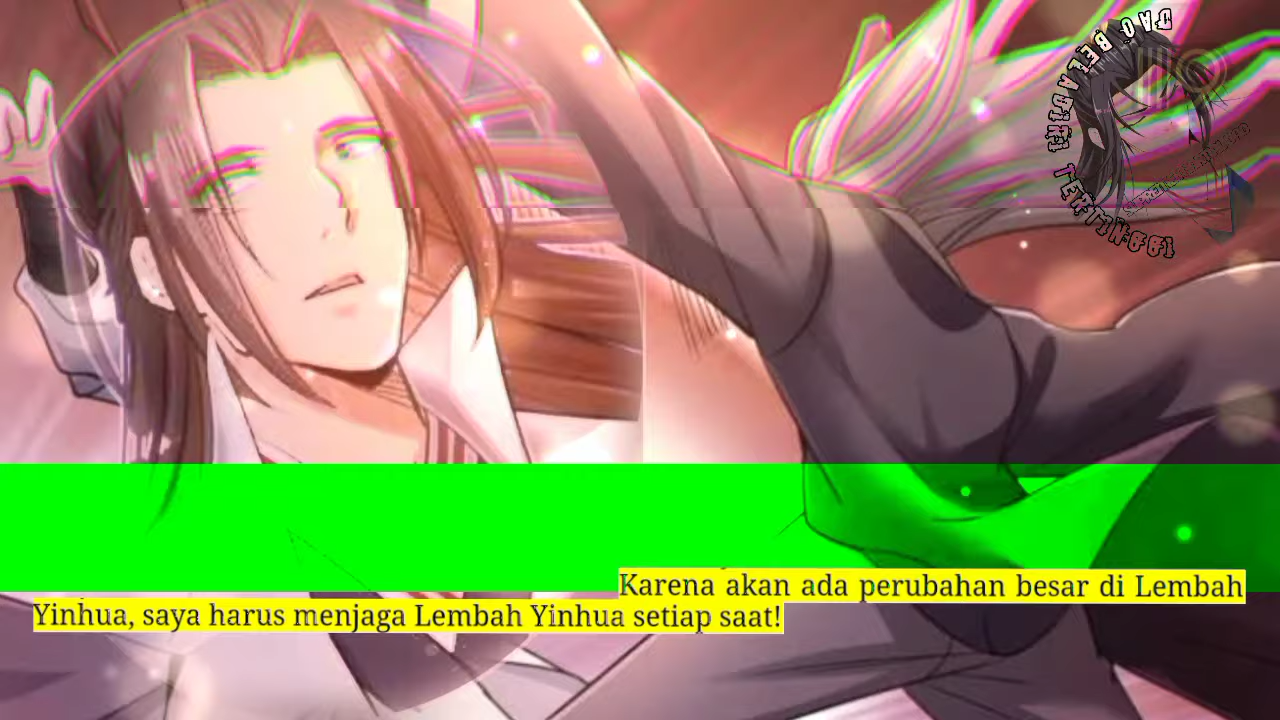 Karena akan ada perubahan besar di Lembah
Yinhua, saya harus menjaga Lembah Yinhua setiap saat!